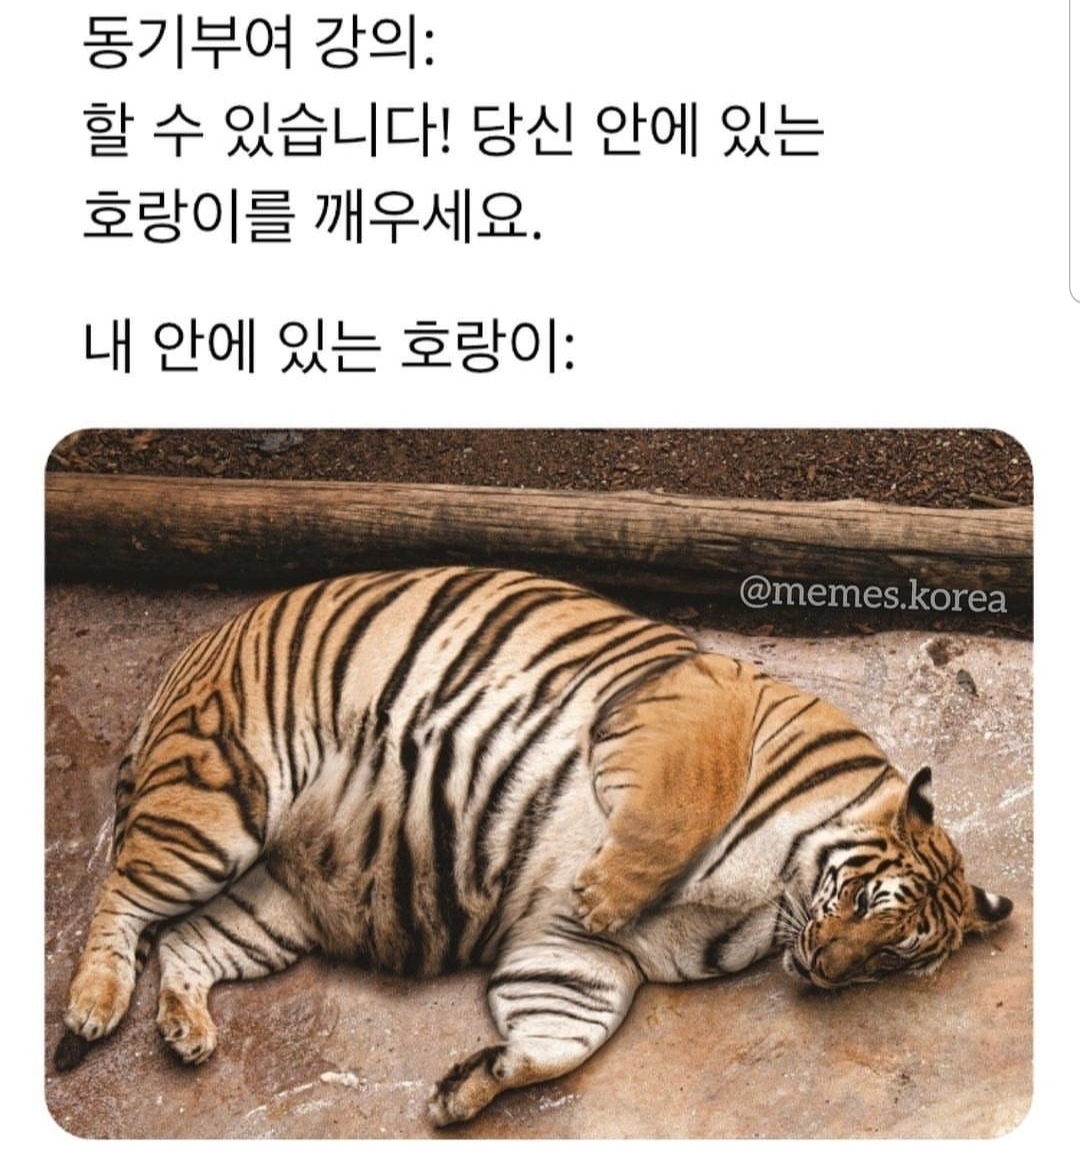 동기부여 강의:
할 수 있습니다! 당신 안에 있는
호랑이를 깨우세요.
내 안에 있는 호랑이:
@memes.korea